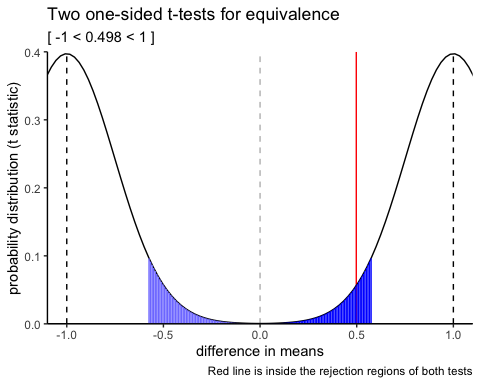 Two one-sided t-tests for equivalence
[ -1 < 0.498 < 1 ]
probability distribution (t statistic)
0.4
0.3
0.2
0.1
0.0
-1.0 -0.5 0.0 0.5 1.0
difference in means
Red line is inside the rejection regions of both tests